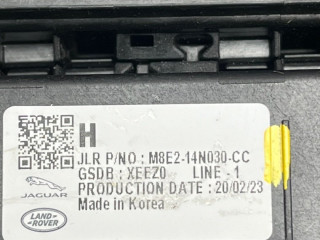 H
JLR P/NO : M8E2-14N030-CC
GSDB : XEEZ0 LINE - 1
PRODUCTION DATE : 20/02/23
Made in Korea
JAGUAR
LAND-
ROVER